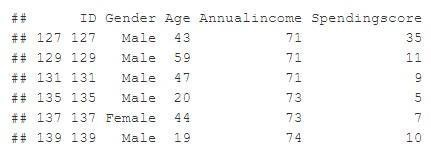 ##      ID Gender Age Annualincome Spendingscore
## 127 127   Male  43           71            35
## 129 129   Male  59           71            11
## 131 131   Male  47           71             9
## 135 135   Male  20           73             5
## 137 137 Female  44           73             7
## 139 139   Male  19           74            10